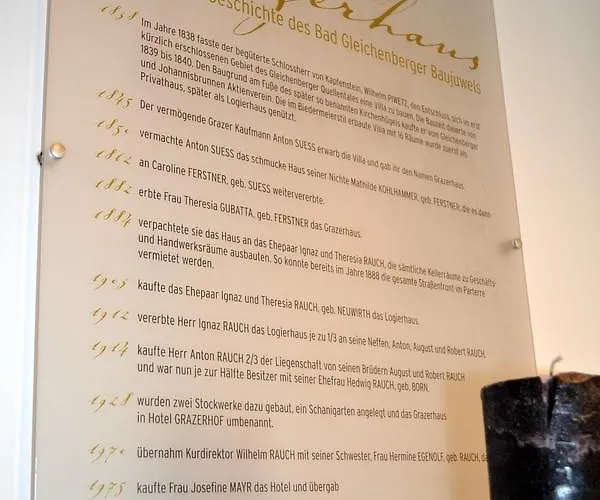 Geschichte des Bad Gleichenberger Baujuwels
1838 Im Jahre 1838 fasste der begüterte Schlossherr von Kapfenstein, Wilhelm PIWETZ, den Entschluss, sich im erst
kürzlich erschlossenen Gebiet des Gleichenberger Quellentales eine Villa zu bauen. Die Bauzeit dauerte von
1839 bis 1840. Den Baugrund am Fuße des später so benannten Kirchenhügels kaufte er vom Gleichenberger
und Johannisbrunnen Aktienverein. Die im Biedermeierstil erbaute Villa mit 16 Räume wurde zuerst als
Privathaus, später als Logierhaus genützt.
1845 Der vermögende Grazer Kaufmann Anton SUESS erwarb die Villa und gab ihr den Namen Grazerhaus.
1850 vermachte Anton SUESS das schmucke Haus seiner Nichte Mathilde KOHLHAMMER, geb. FERSTNER, die es dann
1862 an Caroline FERSTNER, geb. SUESS weitervererbte.
1882 erbte Frau Theresia GUBATTA, geb. FERSTNER das Grazerhaus.
1884 verpachtete sie das Haus an das Ehepaar Ignaz und Theresia RAUCH, die sämtliche Kellerräume zu Geschäfts-
und Handwerksräume ausbauten. So konnte bereits im Jahre 1888 die gesamte Straßenfront im Parterre
vermietet werden.
1905 kaufte das Ehepaar Ignaz und Theresia RAUCH, geb. NEUWIRTH das Logierhaus.
1912 vererbte Herr Ignaz RAUCH das Logierhaus je zu 1/3 an seine Neffen, Anton, August und Robert RAUCH.
1914 kaufte Herr Anton RAUCH 2/3 der Liegenschaft von seinen Brüdern August und Robert RAUCH
und war nun je zur Hälfte Besitzer mit seiner Ehefrau Hedwig RAUCH, geb. BORN.
1928 wurden zwei Stockwerke dazu gebaut, ein Schanigarten angelegt und das Grazerhaus
in Hotel GRAZERHOF umbenannt.
1970 übernahm Kurdirektor Wilhelm RAUCH mit seiner Schwester, Frau Hermine EGENOLF, geb. RAUCH, da
1975 kaufte Frau Josefine MAYR das Hotel und übergab